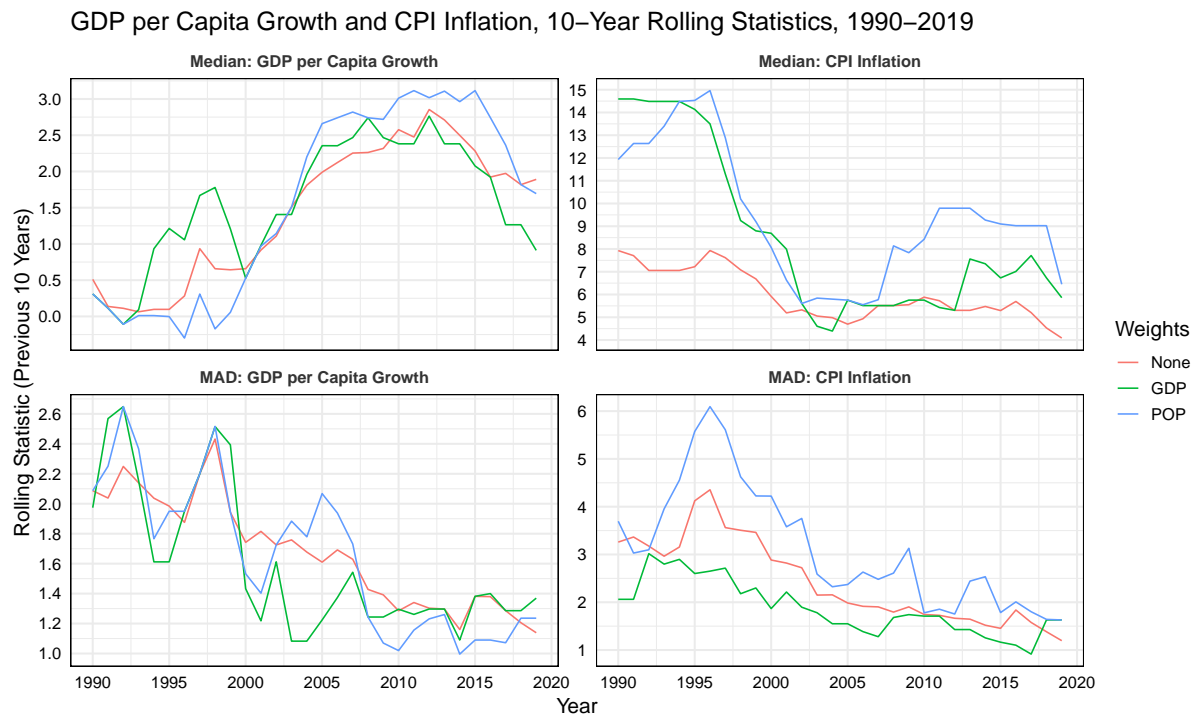 GDP per Capita Growth and CPI Inflation, 10−Year Rolling Statistics, 1990−2019
Median: GDP per Capita Growth
Median: CPI Inflation
3.0
2.5
2.0
1.5
1.0
0.5
0.0
15
14
13
12
11
10
9
8
7
6
5
4
MAD: GDP per Capita Growth
MAD: CPI Inflation
2.6
2.4
2.2
2.0
1.8
1.6
1.4
1.2
1.0
6
5
4
3
2
1
1990 1995 2000 2005 2010 2015 2020
1990 1995 2000 2005 2010 2015 2020
Year
Rolling Statistic (Previous 10 Years)
Weights
None
GDP
POP